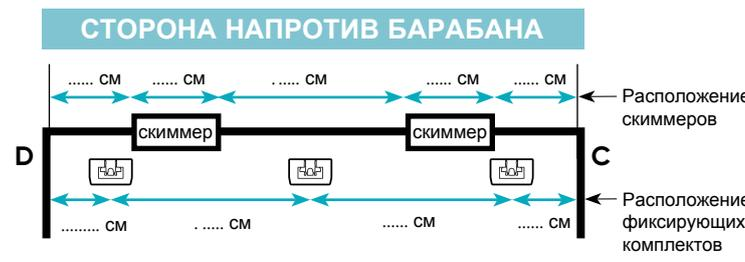 СТОРОНА НАПРОТИВ БАРАБАНА
...... см ...... см . ..... см ...... см ...... см
Расположение
скиммеров
скиммер скиммер
D C
......... см . ..... см ...... см ...... см
Расположение
фиксирующих
комплектов